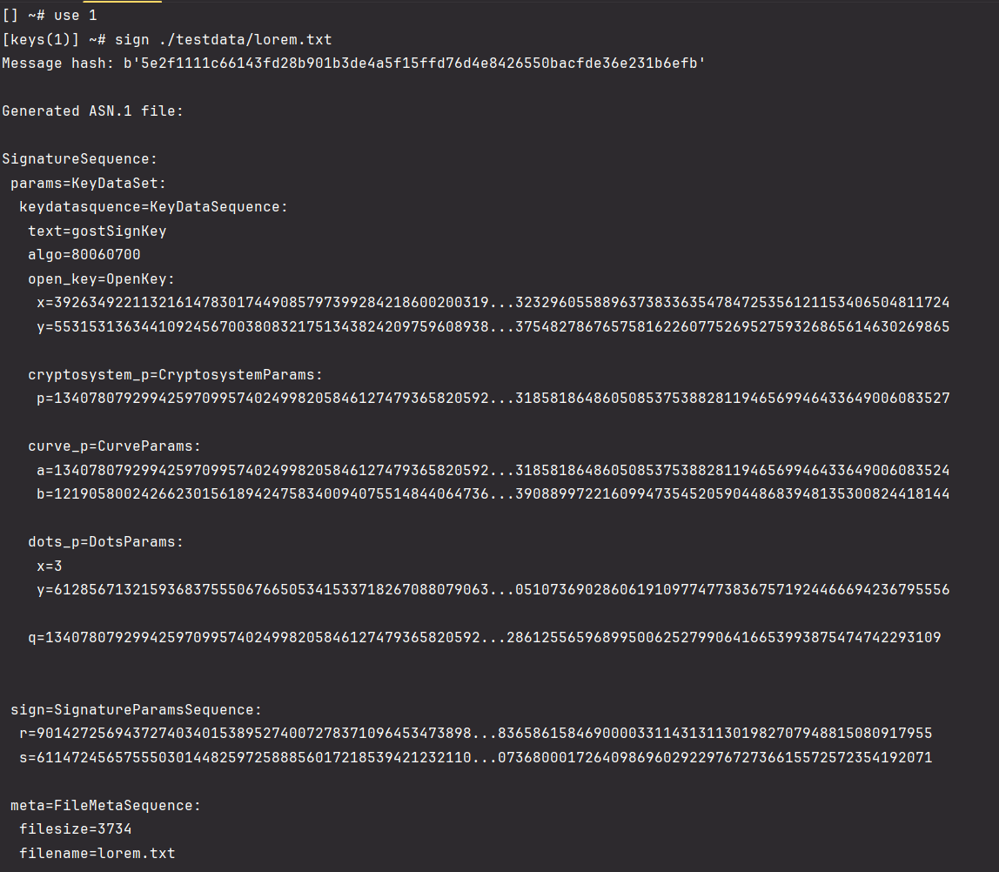 [] ~# use 1
[keys(1)] ~# sign ./testdata/lorem.txt
Message hash: b'5e2f1111c66143fd28b901b3de4a5f15ffd76d4e8426550bacfde36e231b6efb'
Generated ASN.1 file:
SignatureSequence:
params=KeyDataSet:
keydatasquence=KeyDataSequence:
text=gostSignKey
algo=80060700
open_key=OpenKey:
x=39263492211321614783017449085797399284218600200319...32329605588963738336354784725356121153406504811724
y=55315313634410924567003808321751343824209759608938...37548278676575816226077526952759326865614630269865
cryptosystem_p=CryptosystemParams:
p=13407807929942597099574024998205846127479365820592...31858186486050853753882811946569946433649006083527
curve_p=CurveParams:
a=13407807929942597099574024998205846127479365820592...31858186486050853753882811946569946433649006083524
b=12190580024266230156189424758340094075514844064736...39088997221609947354520590448683948135300824418144
dots_p=DotsParams:
x=3
y=61285671321593683755506766505341533718267088079063...05107369028606191097747738367571924466694236795556
q=13407807929942597099574024998205846127479365820592...28612556596899500625279906416653993875474742293109
sign=SignatureParamsSequence:
r=90142725694372740340153895274007278371096453473898...83658615846900003311431311301982707948815080917955
s=61147245657555030144825972588856017218539421232110...07368000172640986960292297672736615572572354192071
meta=FileMetaSequence:
filesize=3734
filename=lorem.txt